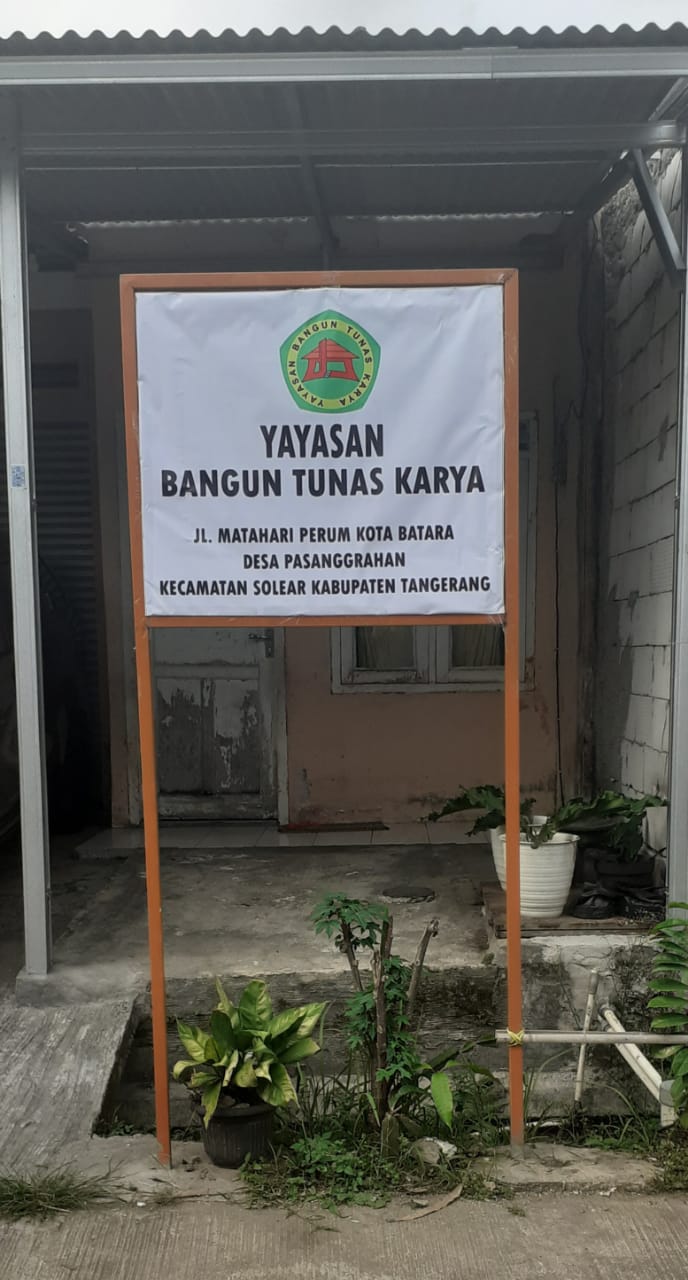 YAYASAN BANGUN TUNAS KARYA
YAYASAN
YAYASAN
BANGUN TUNAS KARYA
JL. MATAHARI PERUM KOTA BATARA
DESA PASANGGRAHAN
KECAMATAN SOLEAR KABUPATEN TANGERANG